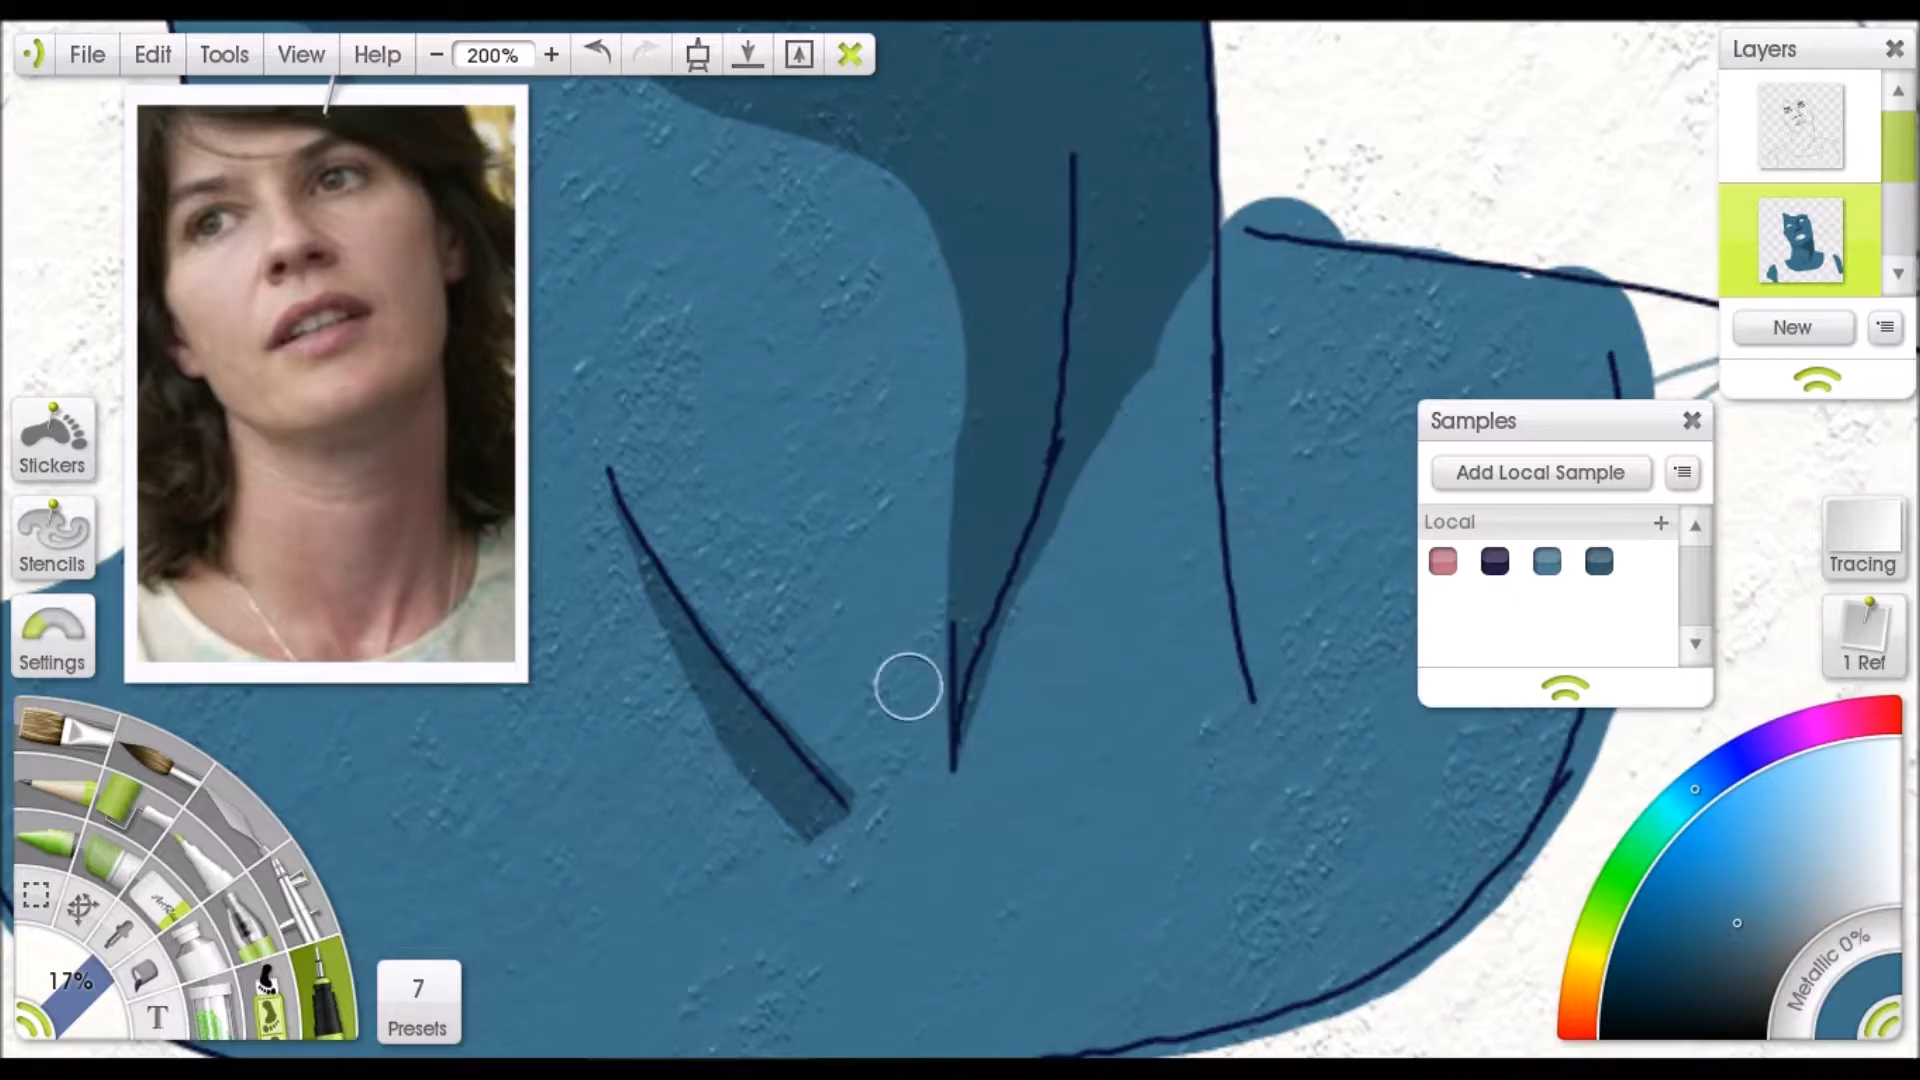 File Edit Tools View Help − 200% +
Layers
New
Samples
Add Local Sample
Local +
Stickers
Stencils
Settings
Tracing
1 Ref
17%
T
7
Presets
Metallic 0%